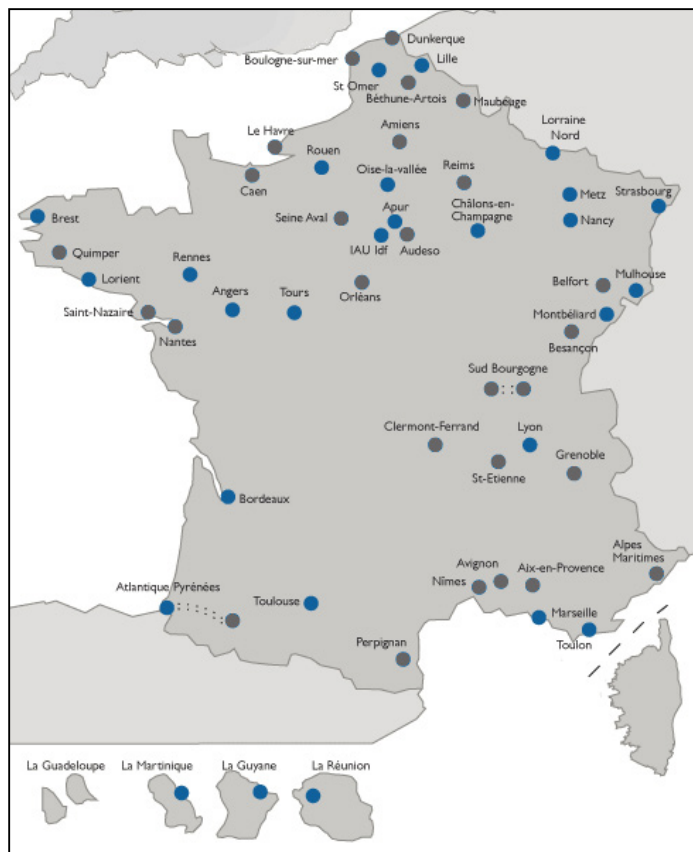 Dunkerque
Boulogne-sur-mer
Lille
St Omer
Béthune-Artois
Maubeuge
Le Havre
Amiens
Lorraine
Nord
Rouen
Caen
Oise-la-vallée
Reims
Metz
Strasbourg
Brest
Seine Aval
Apur
Châlons-en-
Champagne
Nancy
Quimper
IAU Idf
Audeso
Rennes
Lorient
Belfort
Mulhouse
Angers
Tours
Orléans
Saint-Nazaire
Montbéliard
Nantes
Besançon
Sud Bourgogne
Clermont-Ferrand
Lyon
Grenoble
St-Etienne
Bordeaux
Alpes
Maritimes
Avignon
Aix-en-Provence
Nîmes
Atlantique Pyrénées
Toulouse
Marseille
Toulon
Perpignan
La Guadeloupe
La Martinique
La Guyane
La Réunion